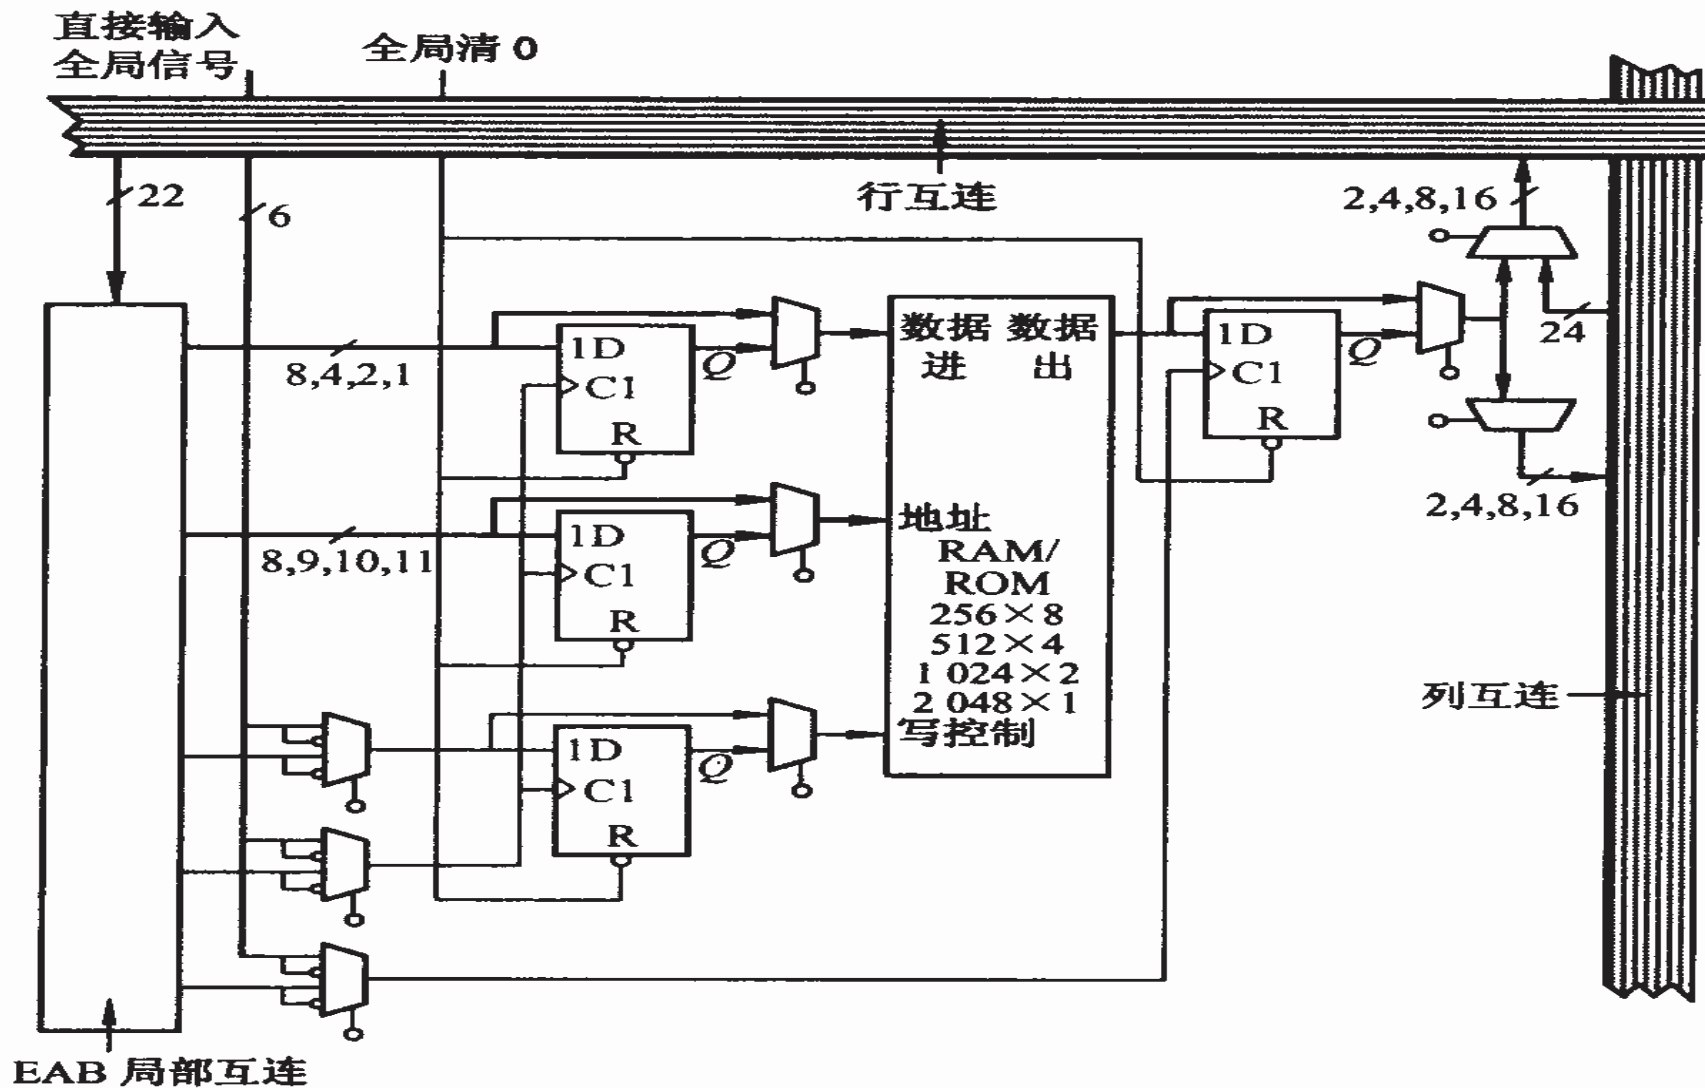 直接输入
全局信号
全局清 0
22
6
行互连
2,4,8,16
24
2,4,8,16
8,4,2,1
1D
C1
R
Q
8,9,10,11
1D
C1
R
Q
1D
C1
R
Q
数据进
数据出
地址
RAM/
ROM
256×8
512×4
1 024×2
2 048×1
写控制
1D
C1
R
Q
列互连
EAB 局部互连